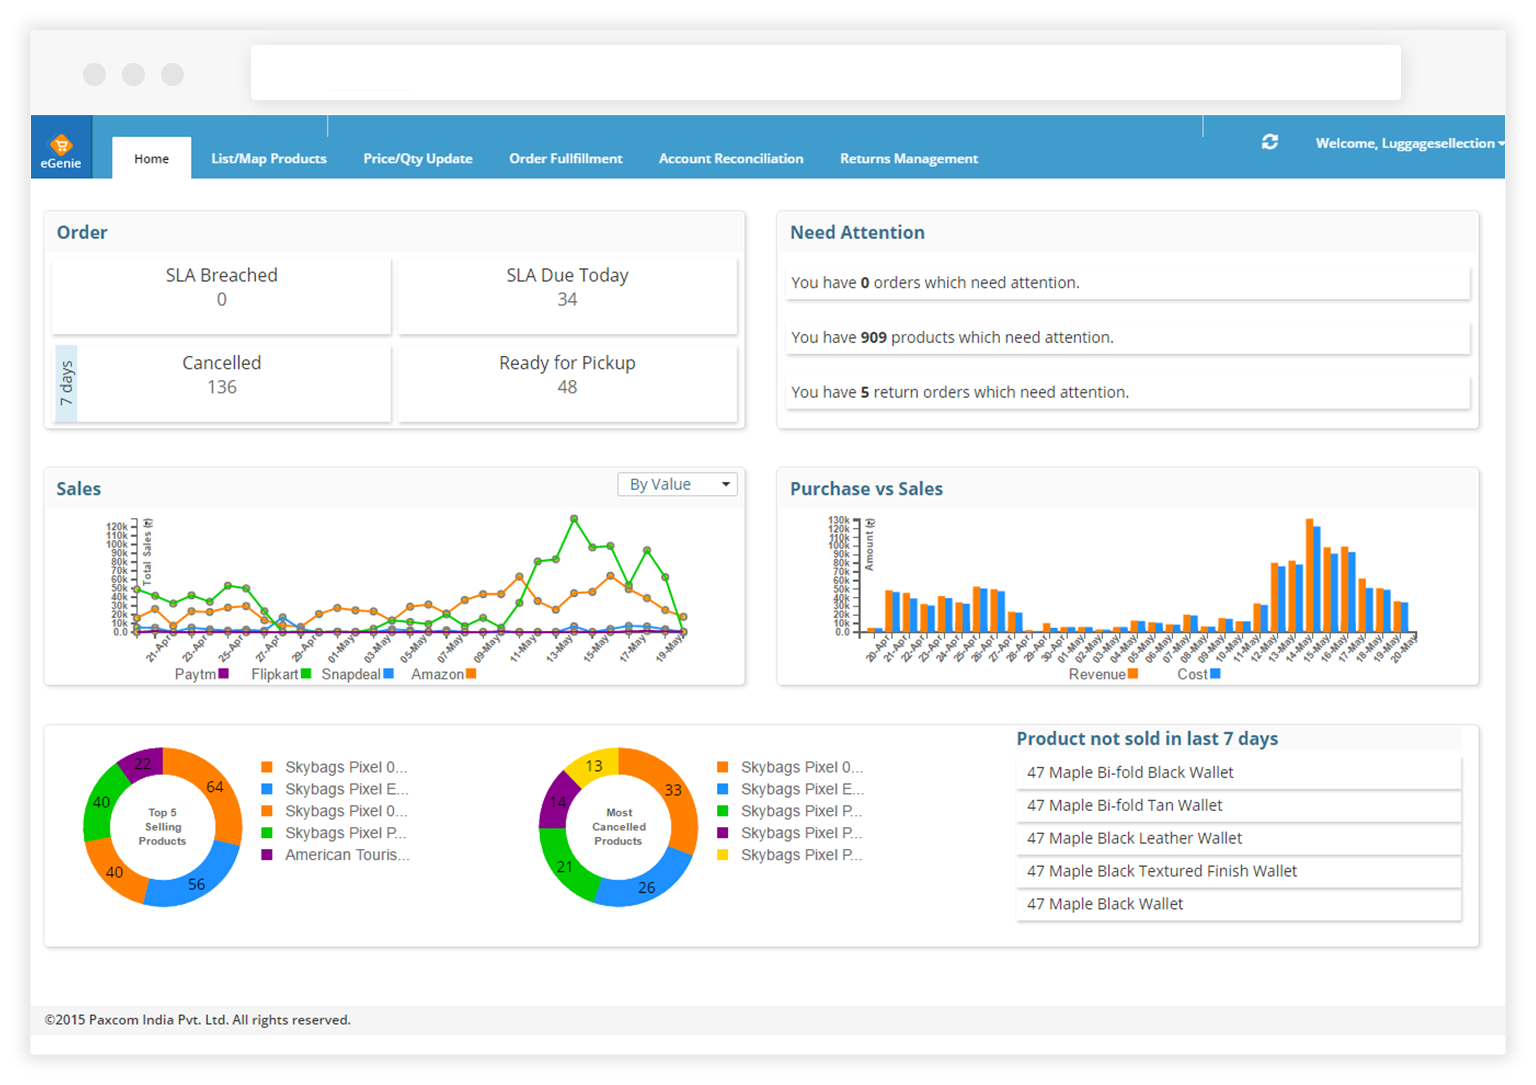 eGenie
Home
List/Map Products
Price/Qty Update
Order Fullfillment
Account Reconciliation
Returns Management
Welcome, Luggagesellection
Order
SLA Breached
0
SLA Due Today
34
7 days
Cancelled
136
Ready for Pickup
48
Need Attention
You have 0 orders which need attention.
You have 909 products which need attention.
You have 5 return orders which need attention.
Sales
By Value
Total Sales (₹)
120k
110k
100k
90k
80k
70k
60k
50k
40k
30k
20k
10k
0.0
21-Apr
23-Apr
25-Apr
27-Apr
29-Apr
01-May
03-May
05-May
07-May
09-May
11-May
13-May
15-May
17-May
19-May
Paytm
Flipkart
Snapdeal
Amazon
Purchase vs Sales
Amount (₹)
130k
120k
110k
100k
90k
80k
70k
60k
50k
40k
30k
20k
10k
0.0
20-Apr
21-Apr
22-Apr
23-Apr
24-Apr
25-Apr
26-Apr
27-Apr
28-Apr
29-Apr
30-Apr
01-May
02-May
03-May
04-May
05-May
06-May
07-May
08-May
09-May
10-May
11-May
12-May
13-May
14-May
15-May
16-May
17-May
18-May
19-May
20-May
Revenue
Cost
22
64
40
40
56
Top 5
Selling
Products
Skybags Pixel 0...
Skybags Pixel E...
Skybags Pixel 0...
Skybags Pixel P...
American Touris...
13
33
14
21
26
Most
Cancelled
Products
Skybags Pixel 0...
Skybags Pixel E...
Skybags Pixel P...
Skybags Pixel P...
Skybags Pixel P...
Product not sold in last 7 days
47 Maple Bi-fold Black Wallet
47 Maple Bi-fold Tan Wallet
47 Maple Black Leather Wallet
47 Maple Black Textured Finish Wallet
47 Maple Black Wallet
©2015 Paxcom India Pvt. Ltd. All rights reserved.